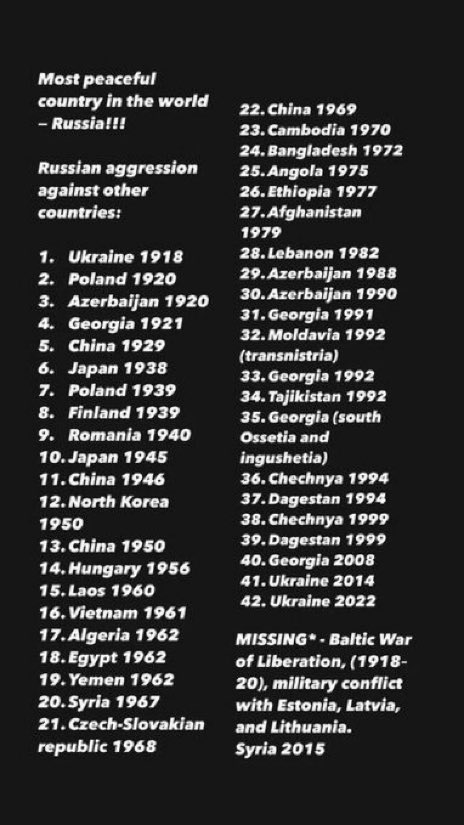 Most peaceful
country in the world
– Russia!!!
Russian aggression
against other
countries:
1. Ukraine 1918
2. Poland 1920
3. Azerbaijan 1920
4. Georgia 1921
5. China 1929
6. Japan 1938
7. Poland 1939
8. Finland 1939
9. Romania 1940
10. Japan 1945
11. China 1946
12. North Korea
1950
13. China 1950
14. Hungary 1956
15. Laos 1960
16. Vietnam 1961
17. Algeria 1962
18. Egypt 1962
19. Yemen 1962
20. Syria 1967
21. Czech-Slovakian
republic 1968
22. China 1969
23. Cambodia 1970
24. Bangladesh 1972
25. Angola 1975
26. Ethiopia 1977
27. Afghanistan
1979
28. Lebanon 1982
29. Azerbaijan 1988
30. Azerbaijan 1990
31. Georgia 1991
32. Moldavia 1992
(transnistria)
33. Georgia 1992
34. Tajikistan 1992
35. Georgia (south
Ossetia and
ingushetia)
36. Chechnya 1994
37. Dagestan 1994
38. Chechnya 1999
39. Dagestan 1999
40. Georgia 2008
41. Ukraine 2014
42. Ukraine 2022
MISSING* - Baltic War
of Liberation, (1918-
20), military conflict
with Estonia, Latvia,
and Lithuania.
Syria 2015